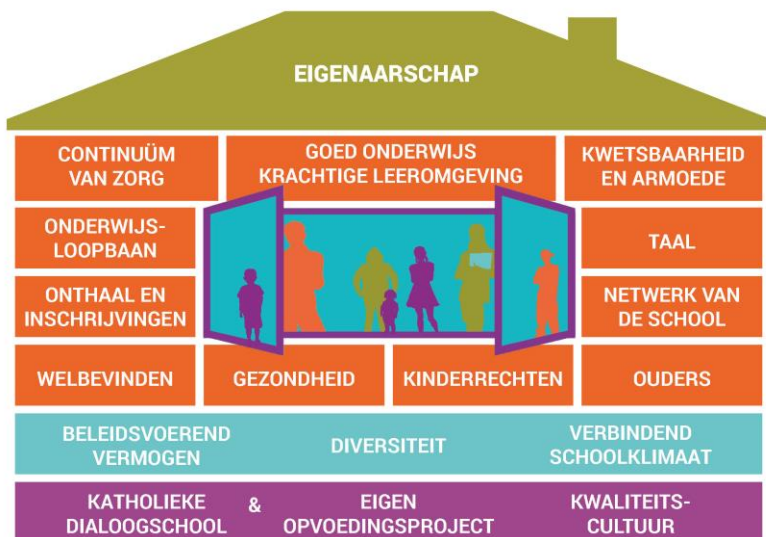 EIGENAARSCHAP
CONTINUÜM
VAN ZORG
GOED ONDERWIJS
KRACHTIGE LEEROMGEVING
KWETSBAARHEID
EN ARMOEDE
ONDERWIJS-
LOOPBAAN
TAAL
ONTHAAL EN
INSCHRIJVINGEN
NETWERK VAN
DE SCHOOL
WELBEVINDEN
GEZONDHEID
KINDERRECHTEN
OUDERS
BELEIDSVOEREND
VERMOGEN
DIVERSITEIT
VERBINDEND
SCHOOLKLIMAAT
KATHOLIEKE
DIALOOGSCHOOL
&
EIGEN
OPVOEDINGSPROJECT
KWALITEITS-
CULTUUR